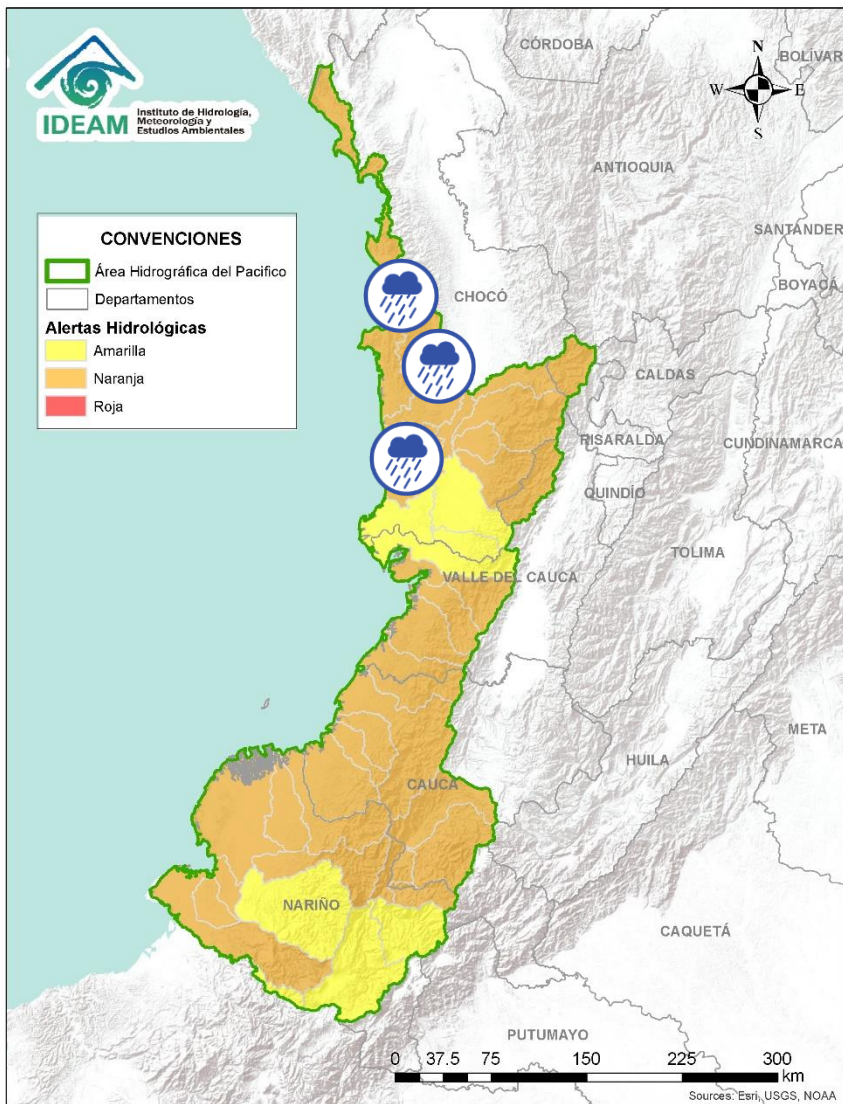 IDEAM
Instituto de Hidrología,
Meteorología y
Estudios Ambientales
CÓRDOBA
BOLÍVAR
N
W
E
S
ANTIOQUIA
SANTANDER
BOYACÁ
CONVENCIONES
Área Hidrográfica del Pacifico
Departamentos
Alertas Hidrológicas
Amarilla
Naranja
Roja
CHOCÓ
CALDAS
RISARALDA
CUNDINAMARCA
QUINDÍO
TOLIMA
VALLE DEL CAUCA
META
HUILA
CAUCA
NARIÑO
CAQUETÁ
PUTUMAYO
0 37.5 75 150 225 300
km
Sources: Esri, USGS, NOAA